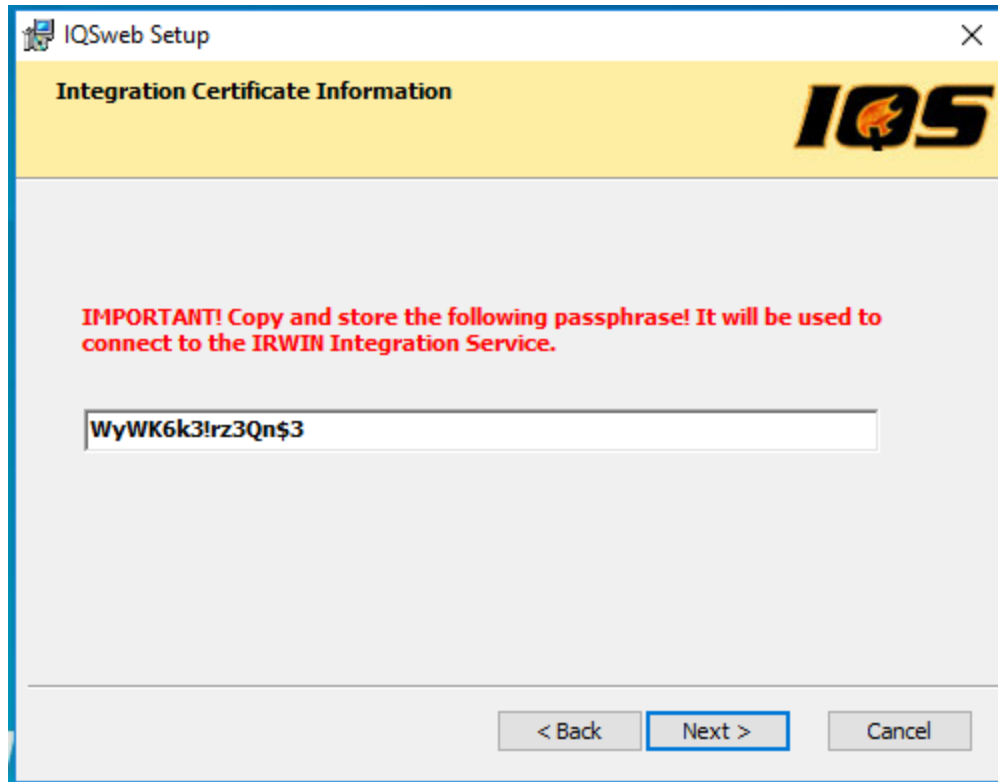 IQSweb Setup
Integration Certificate Information
IQS
IMPORTANT! Copy and store the following passphrase! It will be used to
connect to the IRWIN Integration Service.
WyWK6k3!rz3Qn$3
< Back
Next >
Cancel